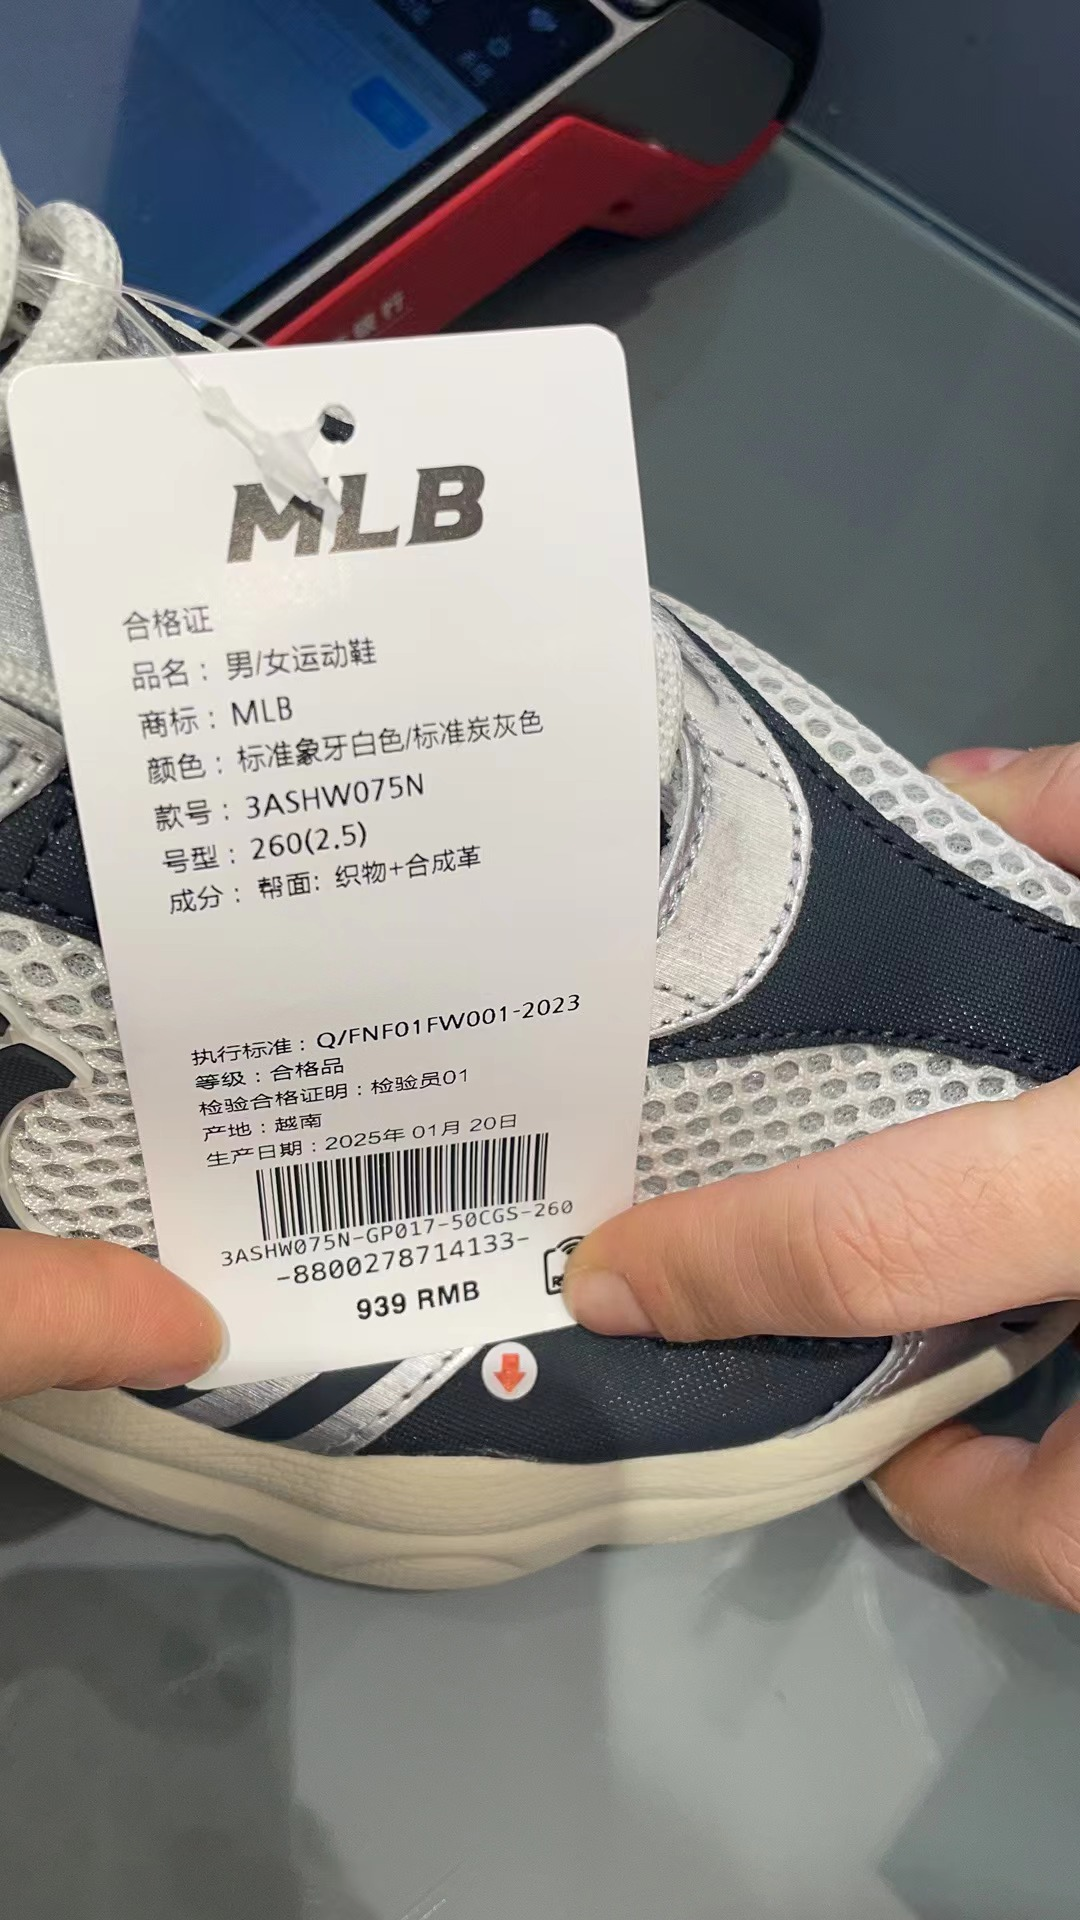 银行
MLB
合格证
品名：男/女运动鞋
商标：MLB
颜色：标准象牙白色/标准炭灰色
款号：3ASHW075N
号型：260(2.5)
成分：帮面：织物+合成革
执行标准：Q/FNF01FW001-2023
等级：合格品
检验合格证明：检验员01
产地：越南
生产日期：2025年 01月 20日
3ASHW075N-GP017-50CGS-260
-8800278714133-
939 RMB